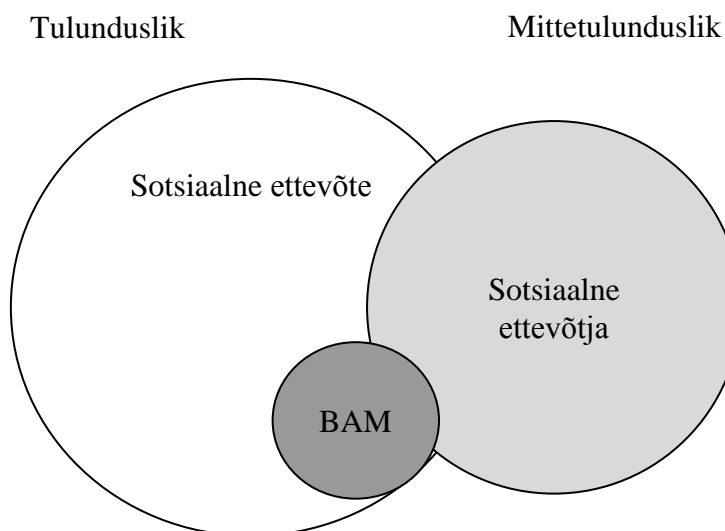 Tulunduslik
Mittetulunduslik
Sotsiaalne ettevõte
Sotsiaalne
ettevõtja
BAM